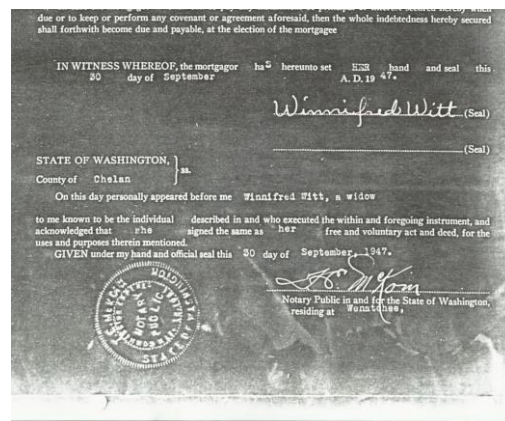 due or to keep or perform any covenant or agreement aforesaid, then the whole indebtedness hereby secured
shall forthwith become due and payable, at the election of the mortgagee
IN WITNESS WHEREOF, the mortgagor has hereunto set HER hand and seal this
30 day of September A. D. 19 47.
Winnifred Witt (Seal)
(Seal)
STATE OF WASHINGTON,
County of Chelan } ss.
On this day personally appeared before me Winnifred Witt, a widow
to me known to be the individual described in and who executed the within and foregoing instrument, and
acknowledged that she signed the same as her free and voluntary act and deed, for the
uses and purposes therein mentioned.
GIVEN under my hand and official seal this 30 day of September, 1947.
Notary Public in and for the State of Washington,
residing at Wenatchee,
NOTARY
PUBLIC